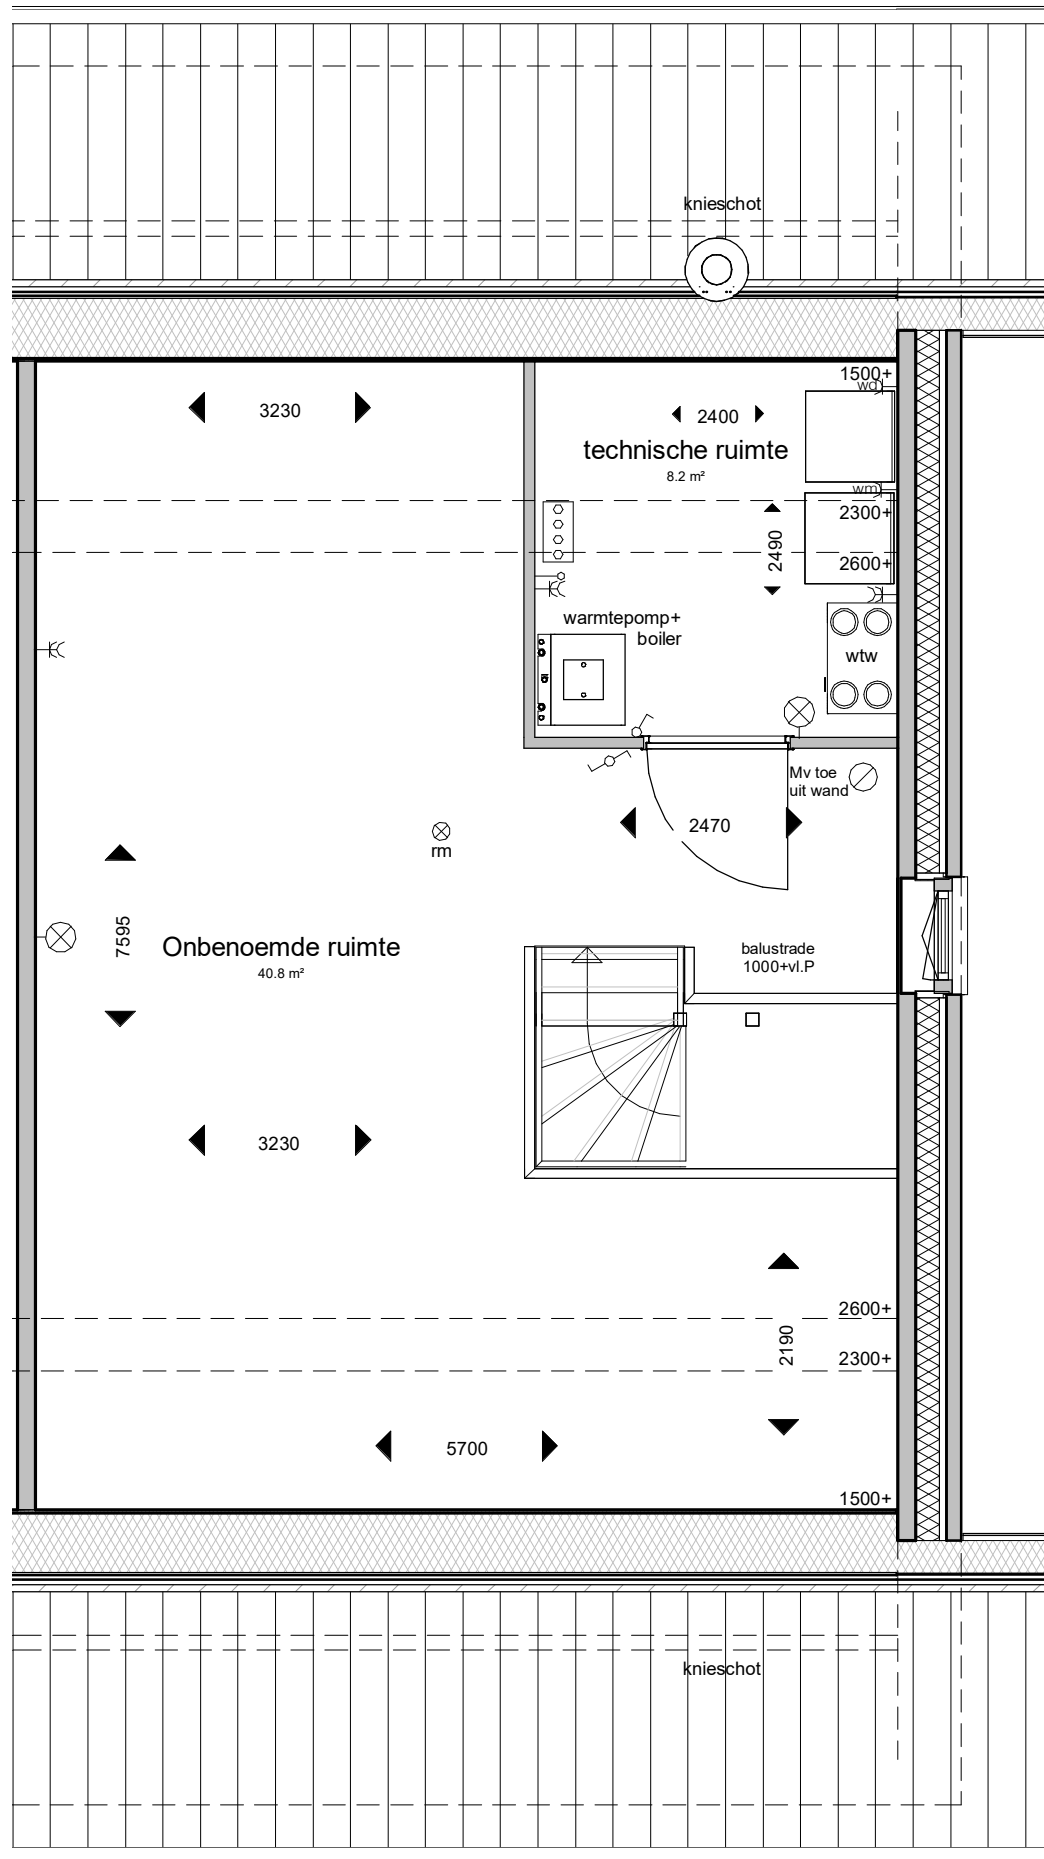 knieschot
1500+
wd
3230
2400
technische ruimte
8.2 m²
wm
2300+
2490
2600+
warmtepomp+
boiler
wtw
Mv toe
uit wand
2470
rm
7595
Onbenoemde ruimte
40.8 m²
balustrade
1000+vl.P
3230
2600+
2190
2300+
5700
1500+
knieschot